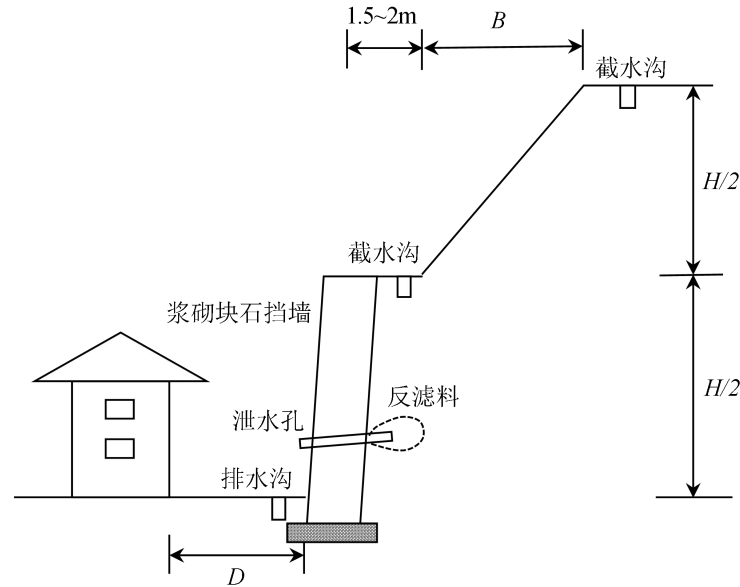 1.5~2m
B
截水沟
H/2
截水沟
浆砌块石挡墙
H/2
反滤料
泄水孔
排水沟
D